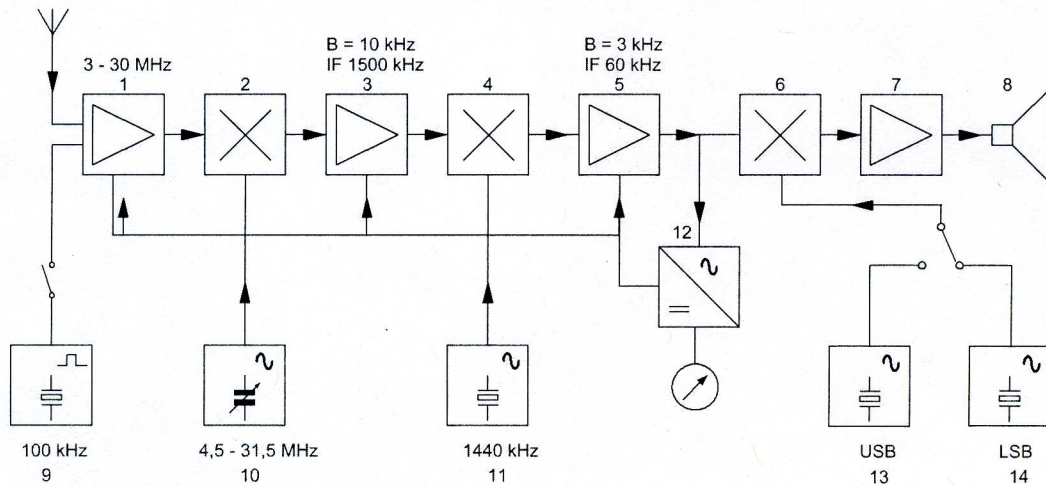 B = 10 kHz
IF 1500 kHz
B = 3 kHz
IF 60 kHz
3 - 30 MHz
1
2
3
4
5
6
7
8
12
100 kHz
4,5 - 31,5 MHz
1440 kHz
USB
LSB
9
10
11
13
14